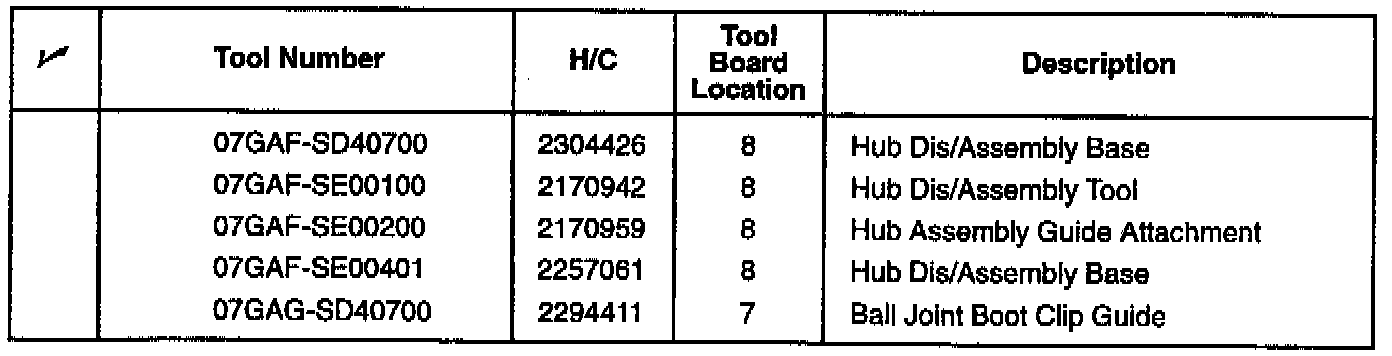 ✓ Tool Number H/C Tool Board Location Description
07GAF-SD40700 2304426 8 Hub Dis/Assembly Base
07GAF-SE00100 2170942 8 Hub Dis/Assembly Tool
07GAF-SE00200 2170959 8 Hub Assembly Guide Attachment
07GAF-SE00401 2257061 8 Hub Dis/Assembly Base
07GAG-SD40700 2294411 7 Ball Joint Boot Clip Guide